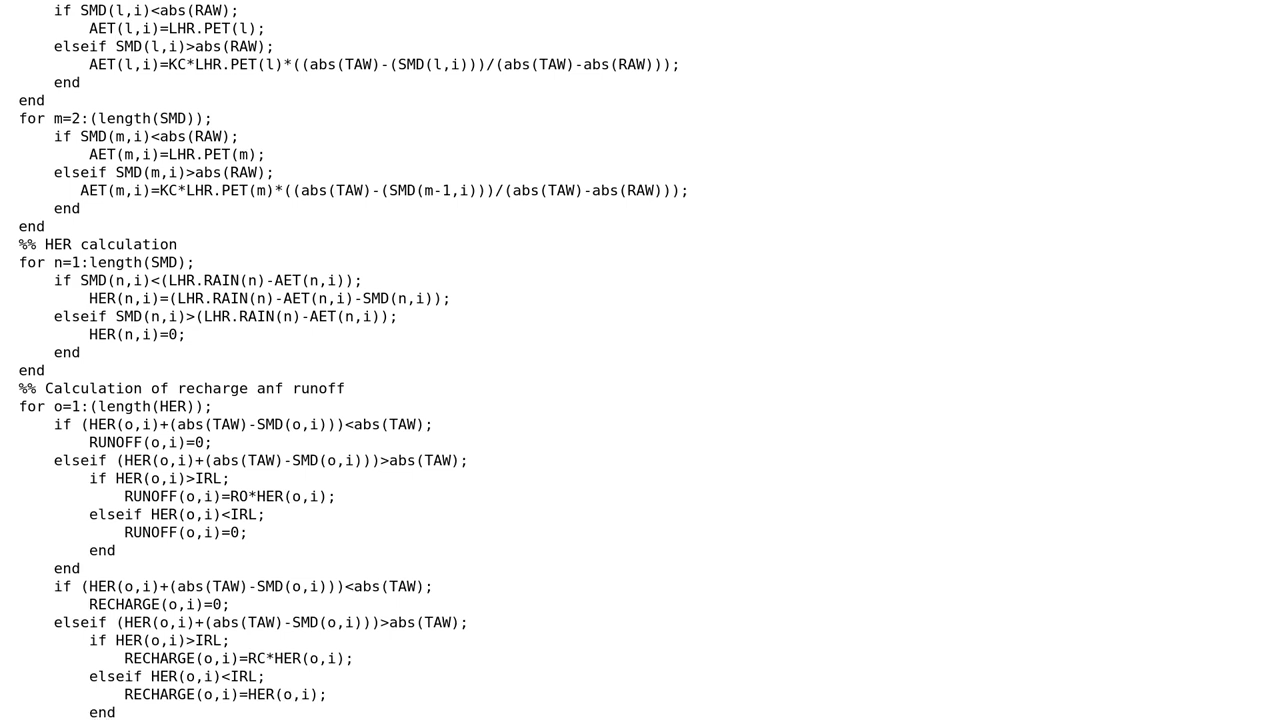 if SMD(l,i)<abs(RAW);
        AET(l,i)=LHR.PET(l);
    elseif SMD(l,i)>abs(RAW);
        AET(l,i)=KC*LHR.PET(l)*((abs(TAW)-(SMD(l,i)))/(abs(TAW)-abs(RAW)));
    end
end
for m=2:(length(SMD));
    if SMD(m,i)<abs(RAW);
        AET(m,i)=LHR.PET(m);
    elseif SMD(m,i)>abs(RAW);
       AET(m,i)=KC*LHR.PET(m)*((abs(TAW)-(SMD(m-1,i)))/(abs(TAW)-abs(RAW)));
    end
end
%% HER calculation
for n=1:length(SMD);
    if SMD(n,i)<(LHR.RAIN(n)-AET(n,i));
        HER(n,i)=(LHR.RAIN(n)-AET(n,i)-SMD(n,i));
    elseif SMD(n,i)>(LHR.RAIN(n)-AET(n,i));
        HER(n,i)=0;
    end
end
%% Calculation of recharge anf runoff
for o=1:(length(HER));
    if (HER(o,i)+(abs(TAW)-SMD(o,i)))<abs(TAW);
        RUNOFF(o,i)=0;
    elseif (HER(o,i)+(abs(TAW)-SMD(o,i)))>abs(TAW);
        if HER(o,i)>IRL;
            RUNOFF(o,i)=RO*HER(o,i);
        elseif HER(o,i)<IRL;
            RUNOFF(o,i)=0;
        end
    end
    if (HER(o,i)+(abs(TAW)-SMD(o,i)))<abs(TAW);
        RECHARGE(o,i)=0;
    elseif (HER(o,i)+(abs(TAW)-SMD(o,i)))>abs(TAW);
        if HER(o,i)>IRL;
            RECHARGE(o,i)=RC*HER(o,i);
        elseif HER(o,i)<IRL;
            RECHARGE(o,i)=HER(o,i);
        end